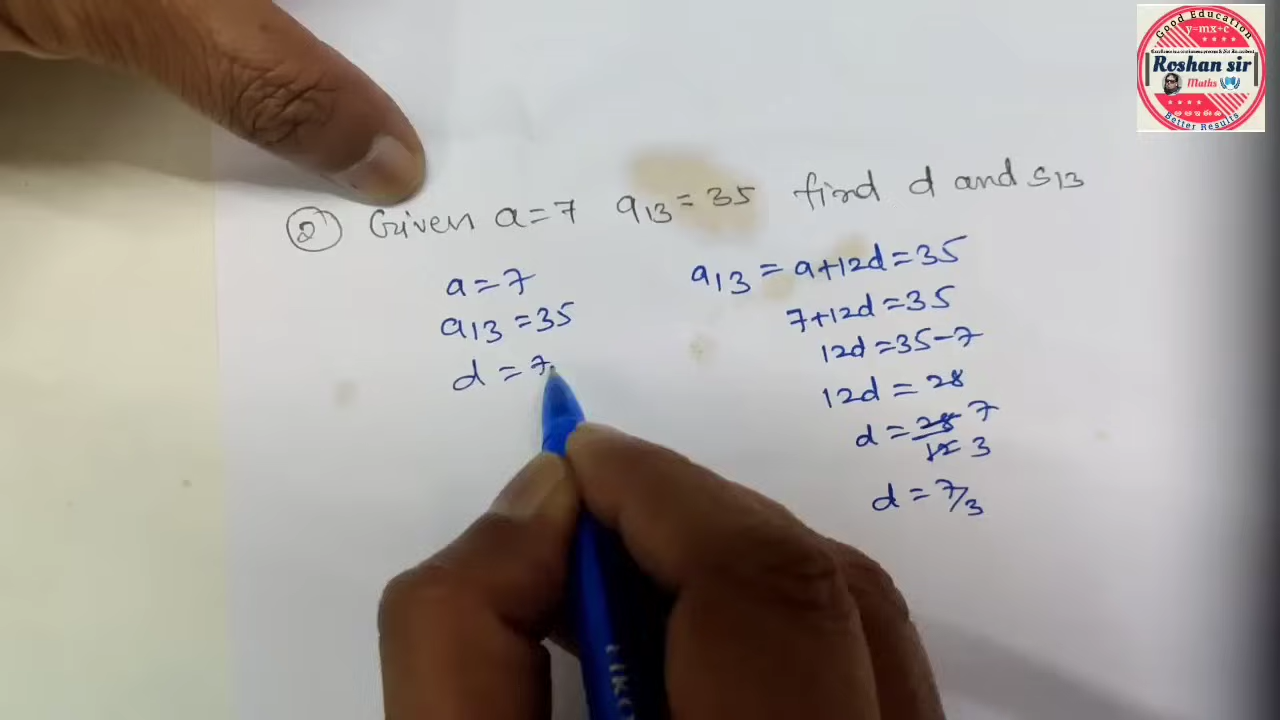 Good Education
y=mx+c
Roshan sir
Maths
Better Results
2) Given a=7 a13=35 find d and S13
a=7
a13=35
d=7
a13=a+12d=35
7+12d=35
12d=35-7
12d=28
d=28/12 7/3
d=7/3